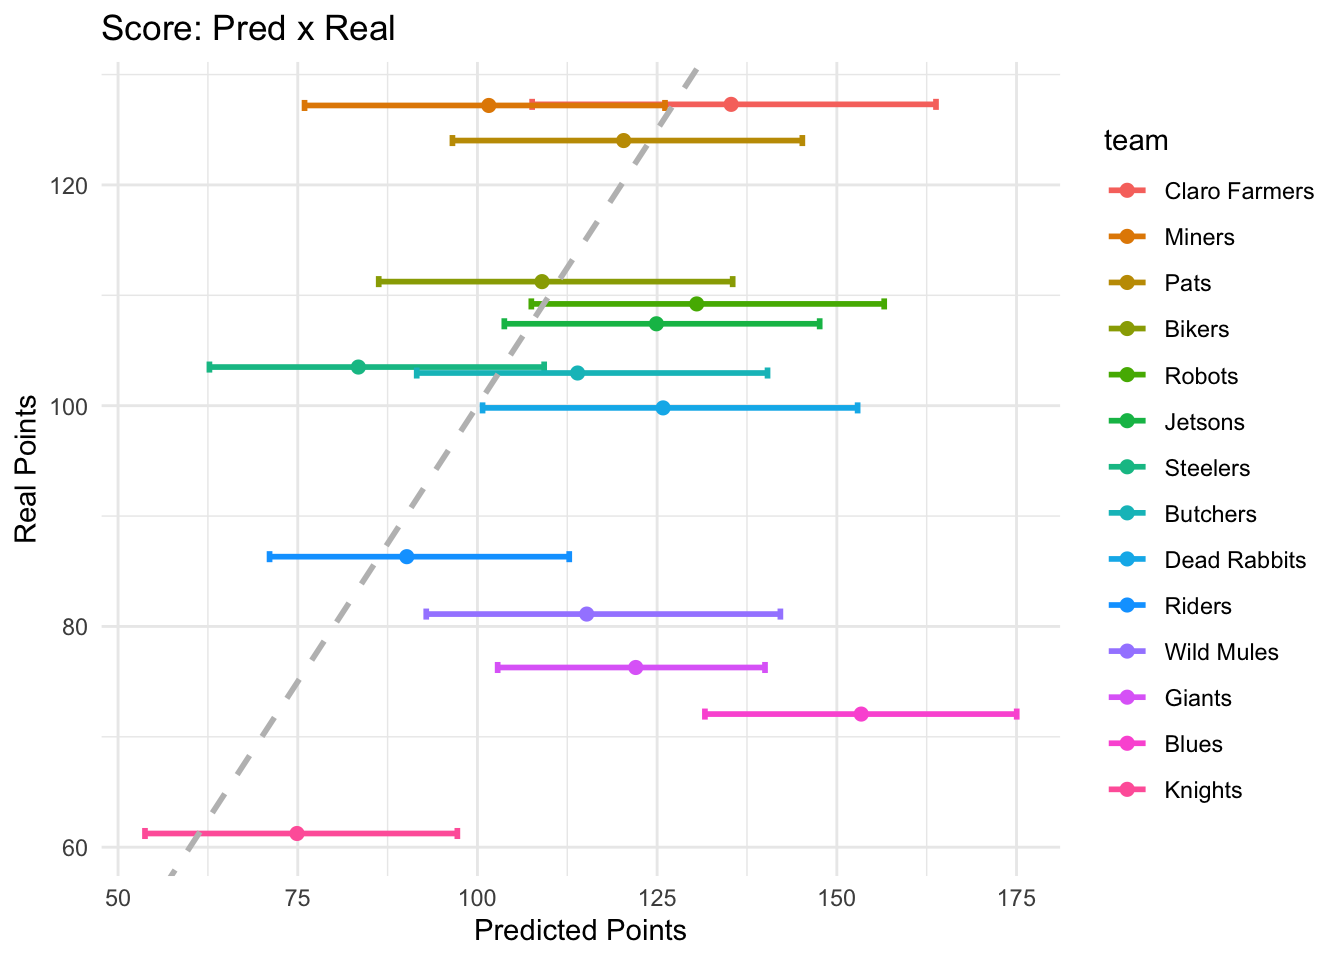 Score: Pred x Real
Real Points
120
100
80
60
50 75 100 125 150 175
Predicted Points
team
Claro Farmers
Miners
Pats
Bikers
Robots
Jetsons
Steelers
Butchers
Dead Rabbits
Riders
Wild Mules
Giants
Blues
Knights